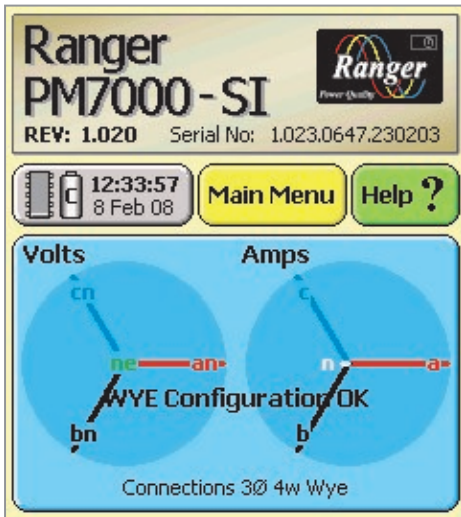 Ranger
PM7000-SI
Ranger
Power Quality
REV: 1.020 Serial No: 1.023.0647.230203
C 12:33:57
8 Feb 08
Main Menu
Help ?
Volts Amps
cn c
ne an n a
WYE Configuration OK
bn b
Connections 3Ø 4w Wye